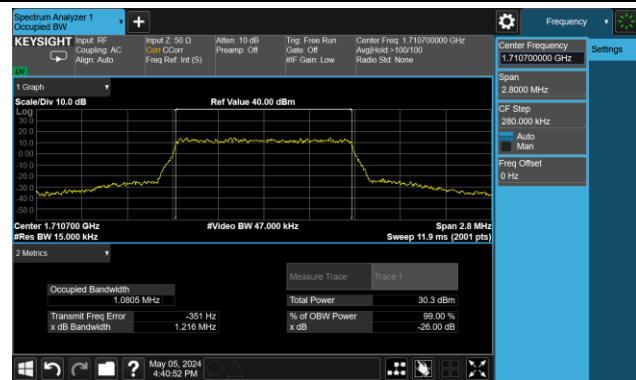 Spectrum Analyzer 1
Occupied BW
+
Frequency
KEYSIGHT
Input: RF
Coupling: AC
Align: Auto
Input Z: 50 Ω
Corr CCorr
Freq Ref: Int (S)
Atten: 10 dB
Preamp: Off
Trig: Free Run
Gate: Off
#IF Gain: Low
Center Freq: 1.710700000 GHz
Avg|Hold:>100/100
Radio Std: None
Center Frequency
1.710700000 GHz
Settings
Span
2.8000 MHz
CF Step
280.000 kHz
Auto
Man
Freq Offset
0 Hz
1 Graph
Scale/Div 10.0 dB
Ref Value 40.00 dBm
Log
30.0
20.0
10.0
0.00
-10.0
-20.0
-30.0
-40.0
-50.0
Center 1.710700 GHz
#Video BW 47.000 kHz
Span 2.8 MHz
#Res BW 15.000 kHz
Sweep 11.9 ms (2001 pts)
2 Metrics
Measure Trace
Trace 1
Occupied Bandwidth
1.0805 MHz
Total Power
30.3 dBm
Transmit Freq Error
-351 Hz
% of OBW Power
99.00 %
x dB Bandwidth
1.216 MHz
x dB
-26.00 dB
?
May 05, 2024
4:40:52 PM